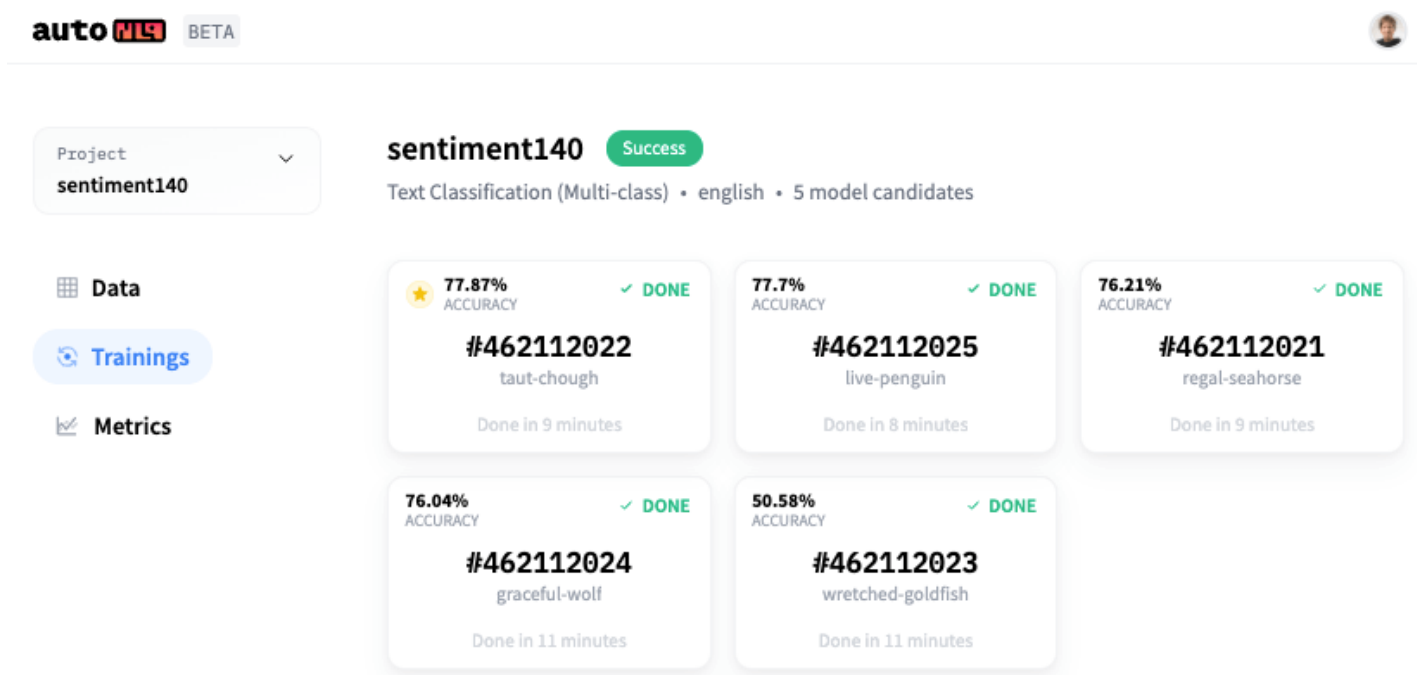 auto NLP BETA
Project
sentiment140
Data
Trainings
Metrics
sentiment140 Success
Text Classification (Multi-class) • english • 5 model candidates
77.87% DONE
ACCURACY
#462112022
taut-chough
Done in 9 minutes
77.7% DONE
ACCURACY
#462112025
live-penguin
Done in 8 minutes
76.21% DONE
ACCURACY
#462112021
regal-seahorse
Done in 9 minutes
76.04% DONE
ACCURACY
#462112024
graceful-wolf
Done in 11 minutes
50.58% DONE
ACCURACY
#462112023
wretched-goldfish
Done in 11 minutes